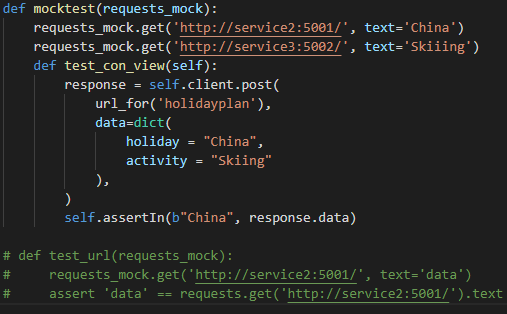 def mocktest(requests_mock):
    requests_mock.get('http://service2:5001/', text='China')
    requests_mock.get('http://service3:5002/', text='Skiiing')
    def test_con_view(self):
        response = self.client.post(
            url_for('holidayplan'),
            data=dict(
                holiday = "China",
                activity = "Skiing"
            ),
        )
        self.assertIn(b"China", response.data)

# def test_url(requests_mock):
#     requests_mock.get('http://service2:5001/', text='data')
#     assert 'data' == requests.get('http://service2:5001/').text